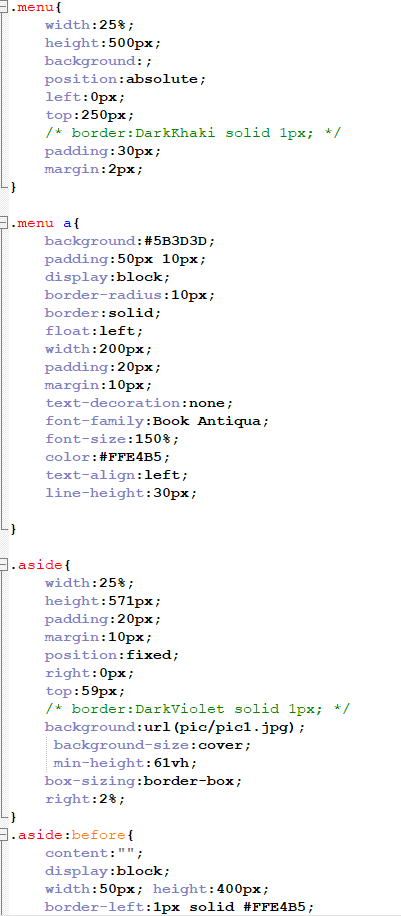 .menu{
width:25%;
height:500px;
background:;
position:absolute;
left:0px;
top:250px;
/* border:DarkKhaki solid 1px; */
padding:30px;
margin:2px;
}
.menu a{
background:#5B3D3D;
padding:50px 10px;
display:block;
border-radius:10px;
border:solid;
float:left;
width:200px;
padding:20px;
margin:10px;
text-decoration:none;
font-family:Book Antiqua;
font-size:150%;
color:#FFE4B5;
text-align:left;
line-height:30px;
}
.aside{
width:25%;
height:571px;
padding:20px;
margin:10px;
position:fixed;
right:0px;
top:59px;
/* border:DarkViolet solid 1px; */
background:url(pic/pic1.jpg);
background-size:cover;
min-height:61vh;
box-sizing:border-box;
right:2%;
}
.aside:before{
content:"";
display:block;
width:50px; height:400px;
border-left:1px solid #FFE4B5;